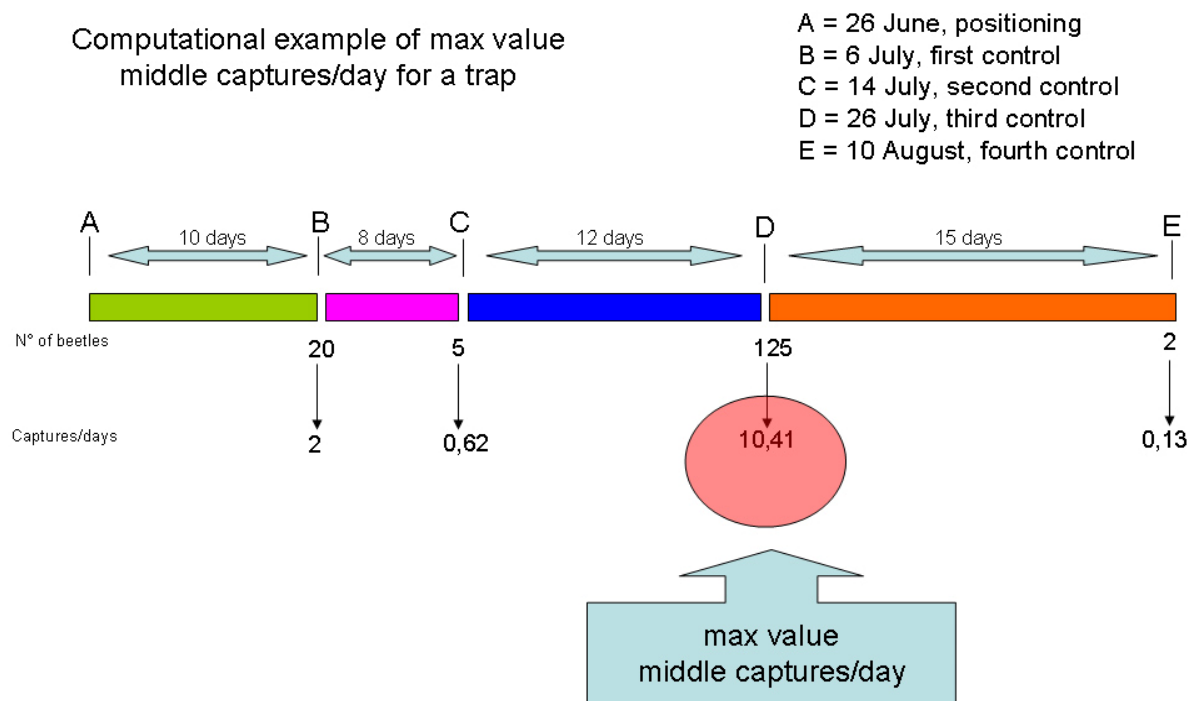 Computational example of max value
middle captures/day for a trap
A = 26 June, positioning
B = 6 July, first control
C = 14 July, second control
D = 26 July, third control
E = 10 August, fourth control
A B C D E
10 days 8 days 12 days 15 days
N° of beetles 20 5 125 2
Captures/days 2 0,62 10,41 0,13
max value
middle captures/day